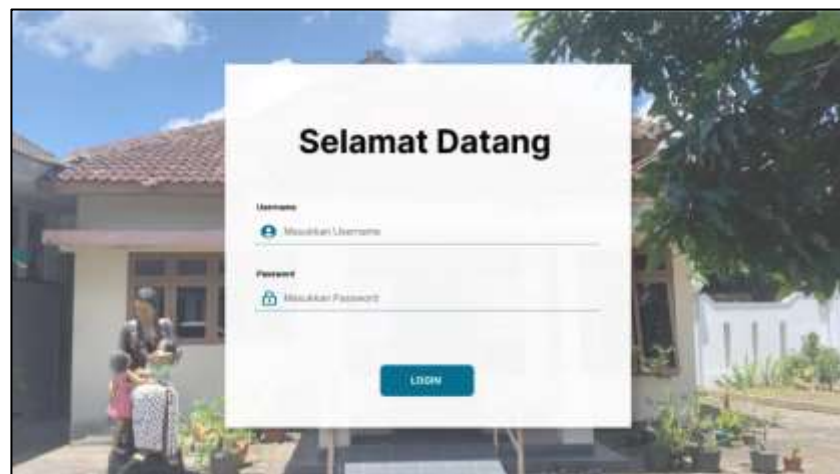 Selamat Datang
Username
Masukkan Username
Password
Masukkan Password
LOGIN